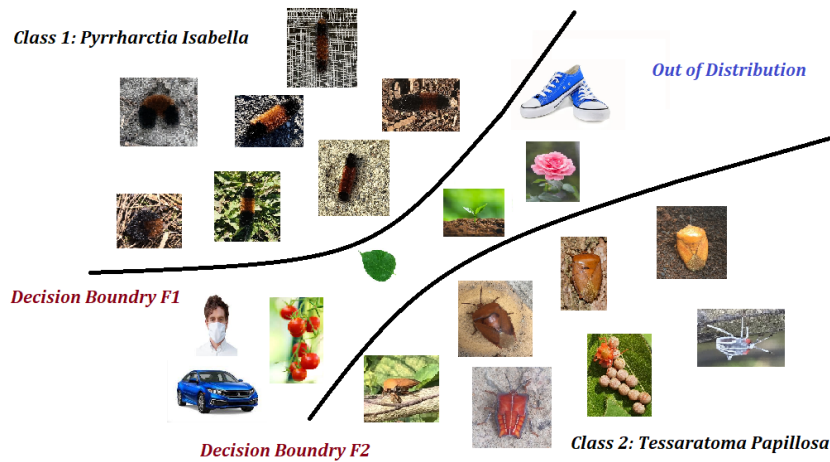 Class 1: Pyrrharctia Isabella
Out of Distribution
Decision Boundry F1
Decision Boundry F2
Class 2: Tessaratoma Papillosa